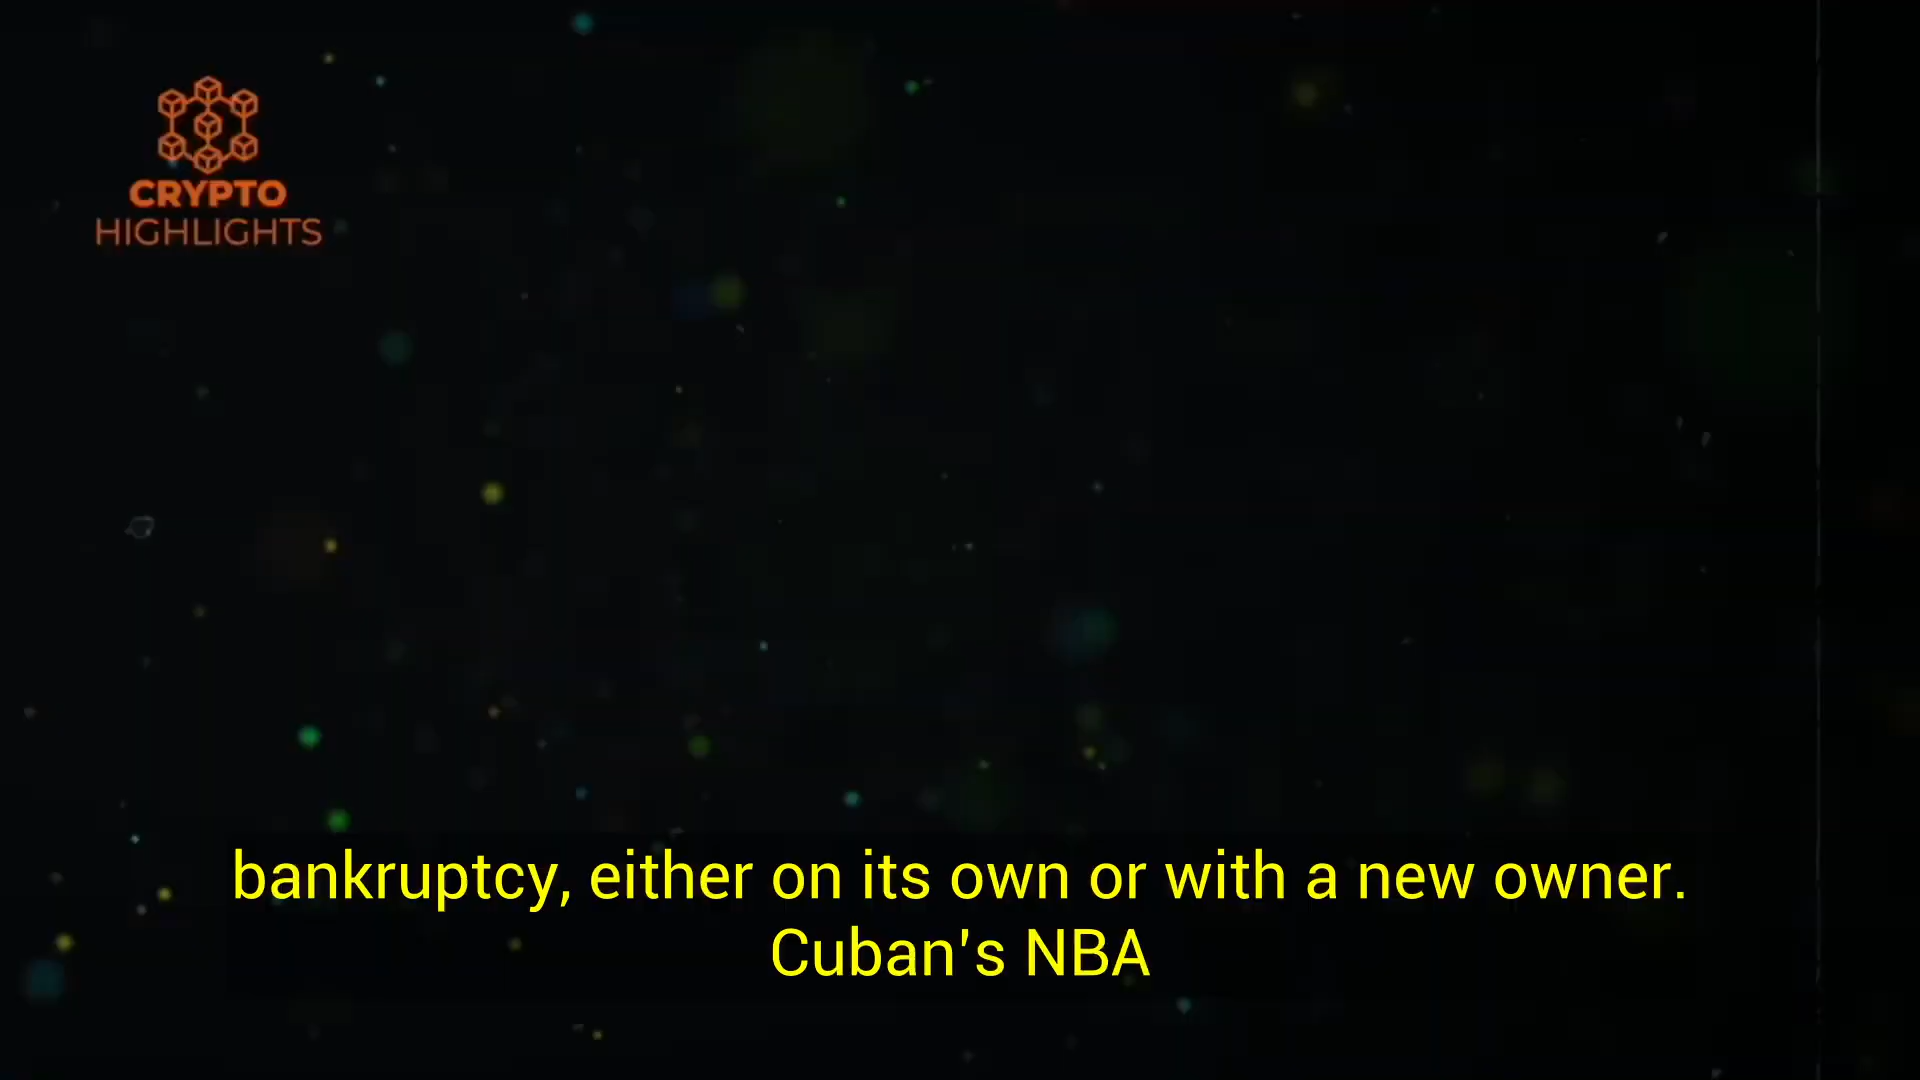 CRYPTO
HIGHLIGHTS
bankruptcy, either on its own or with a new owner.
Cuban's NBA